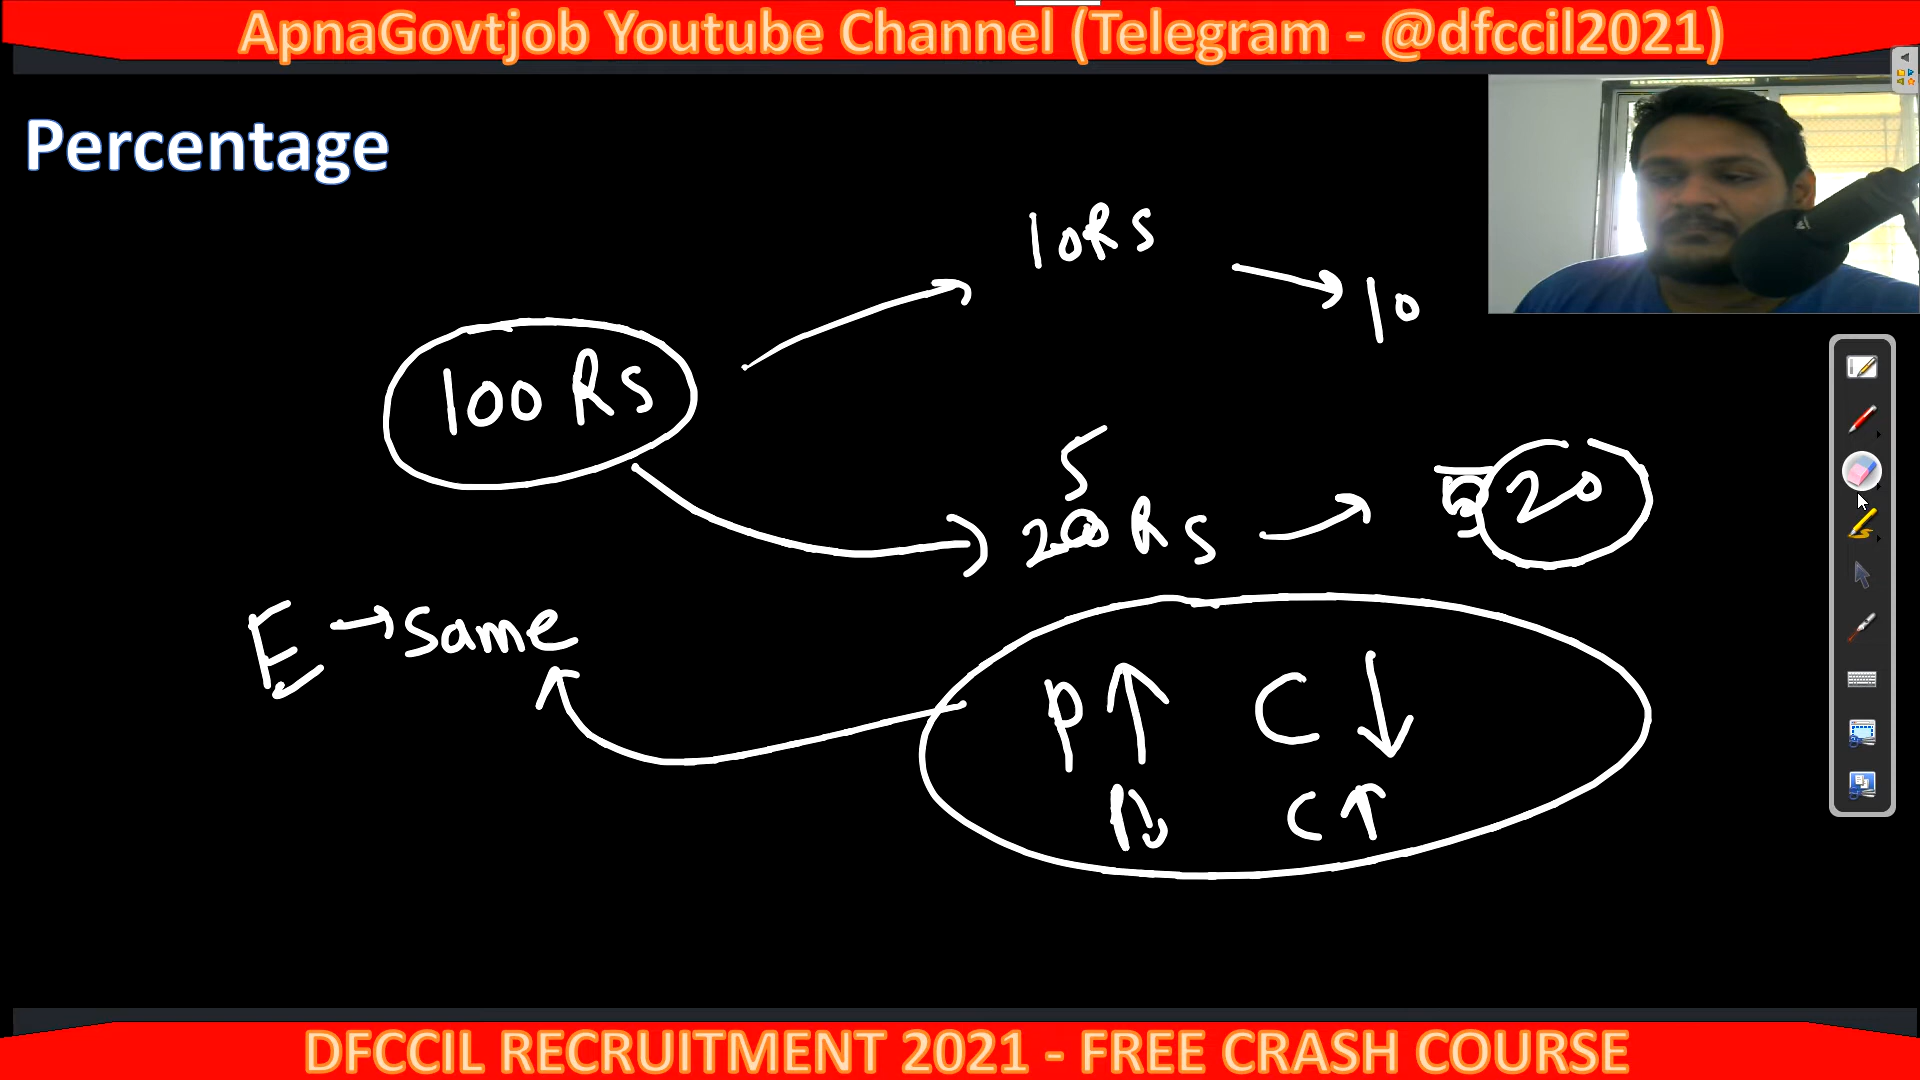 ApnaGovtjob Youtube Channel (Telegram - @dfccil2021)
Percentage
10RS
10
100 RS
5
RS
20
E → Same
P ↑ C ↓
C ↑
DFCCIL RECRUITMENT 2021 - FREE CRASH COURSE